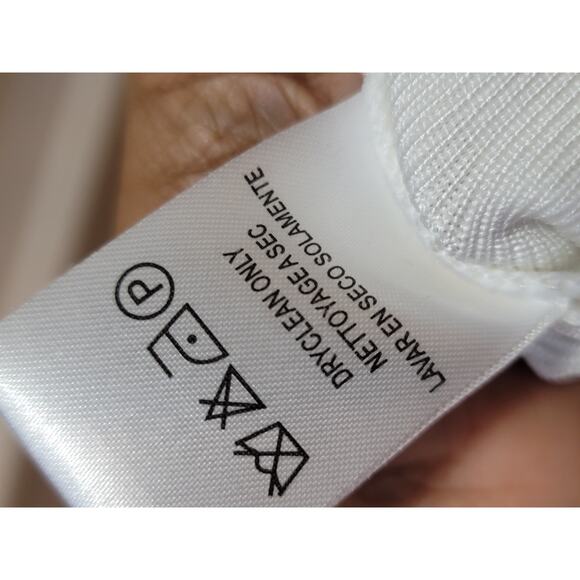 DRYCLEAN ONLY
NETTOYAGE A SEC
LAVAR EN SECO SOLAMENTE
P